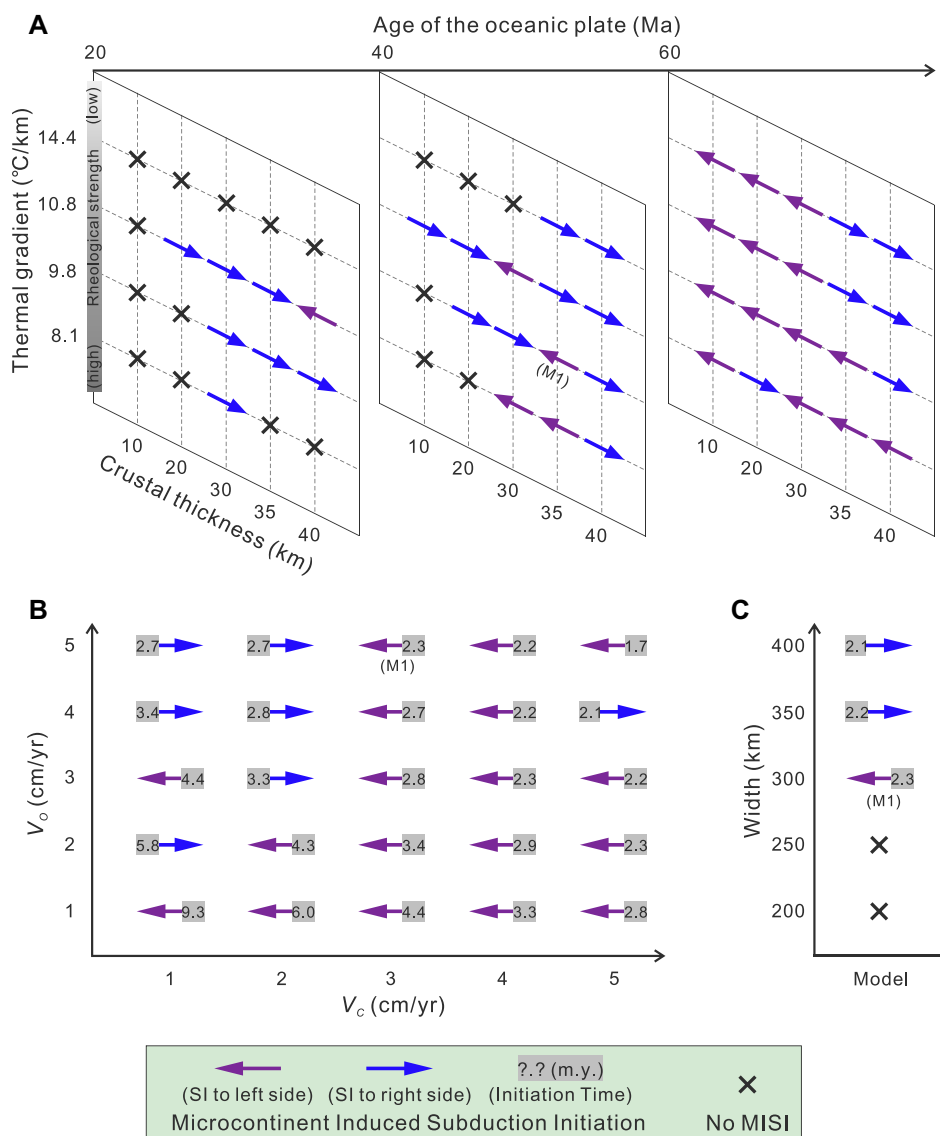 A
Age of the oceanic plate (Ma)
20 40 60
Thermal gradient (°C/km)
14.4
10.8
9.8
8.1
(high) Rheological strength (low)
(M1)
10 20 30 35 40
10 20 30 35 40
10 20 30 35 40
Crustal thickness (km)
B
Vo (cm/yr)
5 2.7 2.7 2.3 2.2 1.7
(M1)
4 3.4 2.8 2.7 2.2 2.1
3 4.4 3.3 2.8 2.3 2.2
2 5.8 4.3 3.4 2.9 2.3
1 9.3 6.0 4.4 3.3 2.8
1 2 3 4 5
Vc (cm/yr)
C
Width (km)
400 2.1
350 2.2
300 2.3
(M1)
250
200
Model
?.? (m.y.)
(SI to left side) (SI to right side) (Initiation Time)
Microcontinent Induced Subduction Initiation No MISI